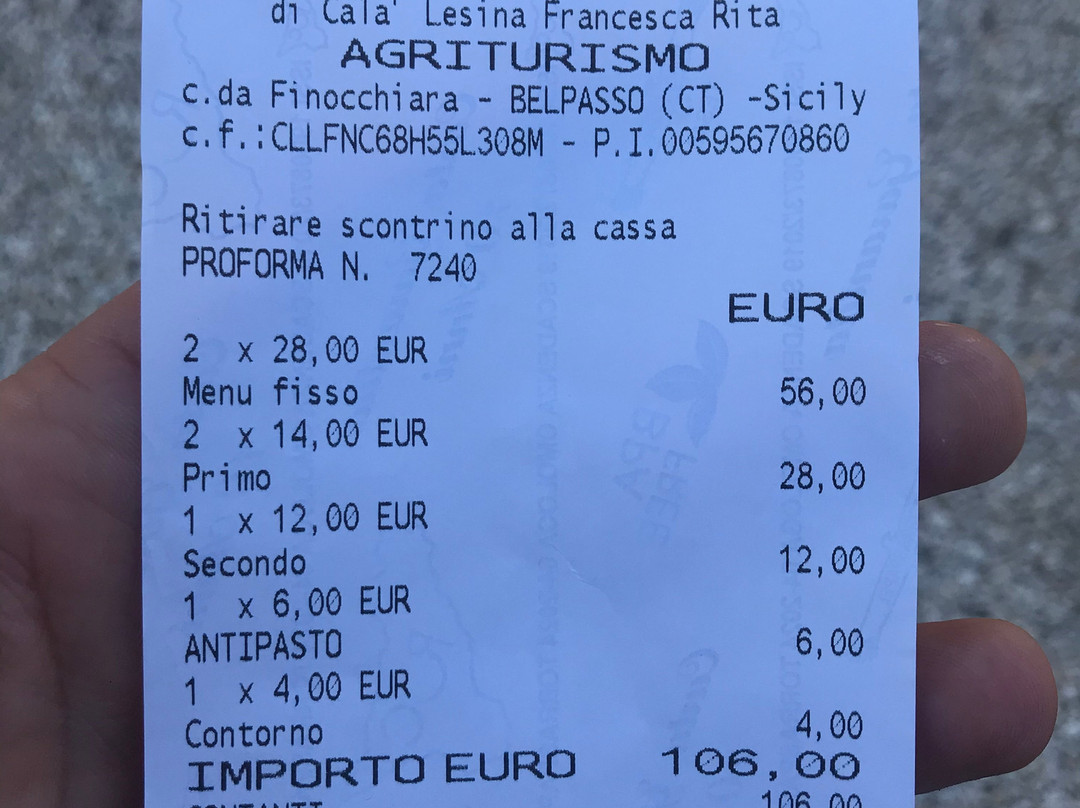 di Cala' Lesina Francesca Rita
AGRITURISMO
c.da Finocchiara - BELPASSO (CT) -Sicily
c.f.:CLLFNC68H55L308M - P.I.00595670860
Ritirare scontrino alla cassa
PROFORMA N. 7240
EURO
2 x 28,00 EUR
Menu fisso 56,00
2 x 14,00 EUR
Primo 28,00
1 x 12,00 EUR
Secondo 12,00
1 x 6,00 EUR
ANTIPASTO 6,00
1 x 4,00 EUR
Contorno 4,00
IMPORTO EURO 106,00
CONTANTI 106,00